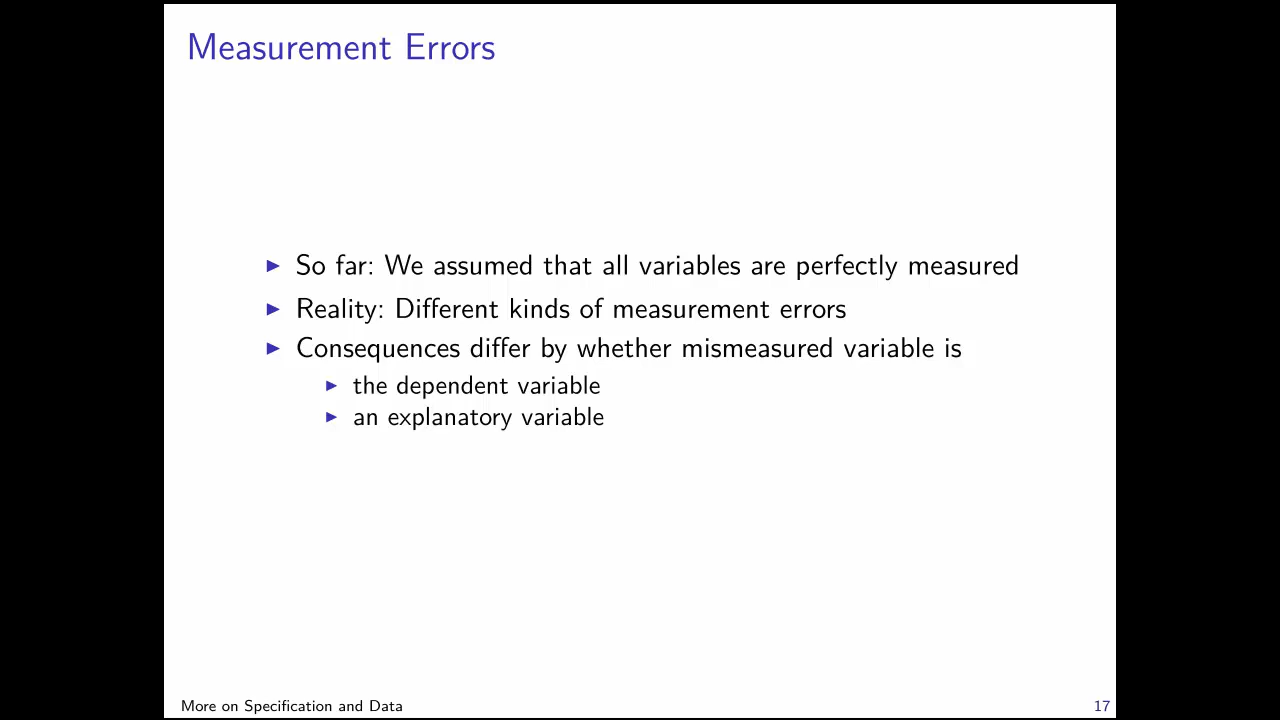 Measurement Errors
▶ So far: We assumed that all variables are perfectly measured
▶ Reality: Different kinds of measurement errors
▶ Consequences differ by whether mismeasured variable is
▶ the dependent variable
▶ an explanatory variable
More on Specification and Data
17